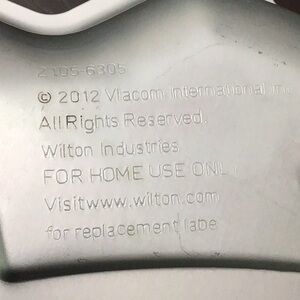 2105-6305
© 2012 Viacom International Inc
All Rights Reserved.
Wilton Industries
FOR HOME USE ONLY
Visit www.wilton.com
for replacement labe